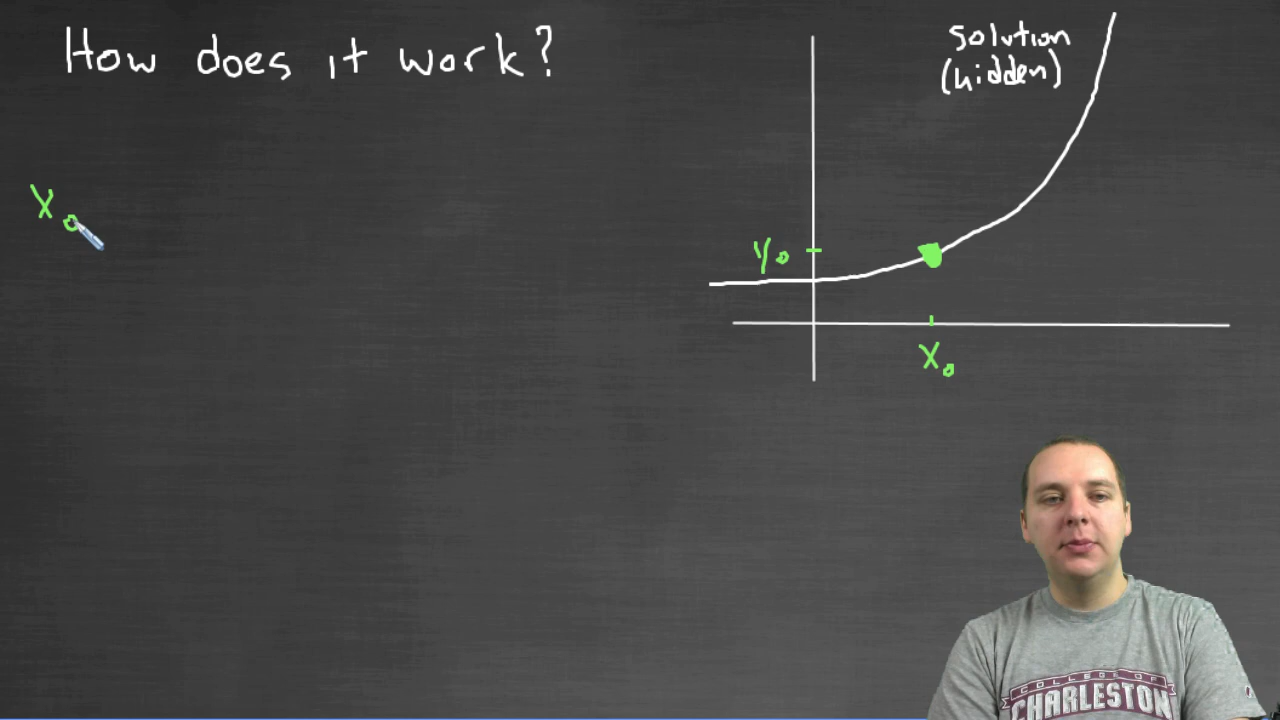 How does it work?
solution
(hidden)
X₀
y₀
X₀
COLLEGE OF
CHARLESTON